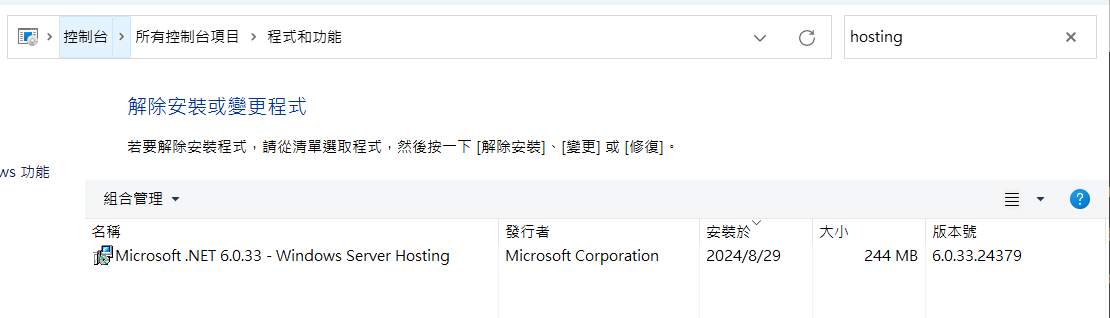 控制台 所有控制台項目 程式和功能 hosting
解除安裝或變更程式
若要解除安裝程式，請從清單選取程式，然後按一下 [解除安裝]、[變更] 或 [修復]。
ws 功能
組合管理
名稱 發行者 安裝於 大小 版本號
Microsoft .NET 6.0.33 - Windows Server Hosting Microsoft Corporation 2024/8/29 244 MB 6.0.33.24379